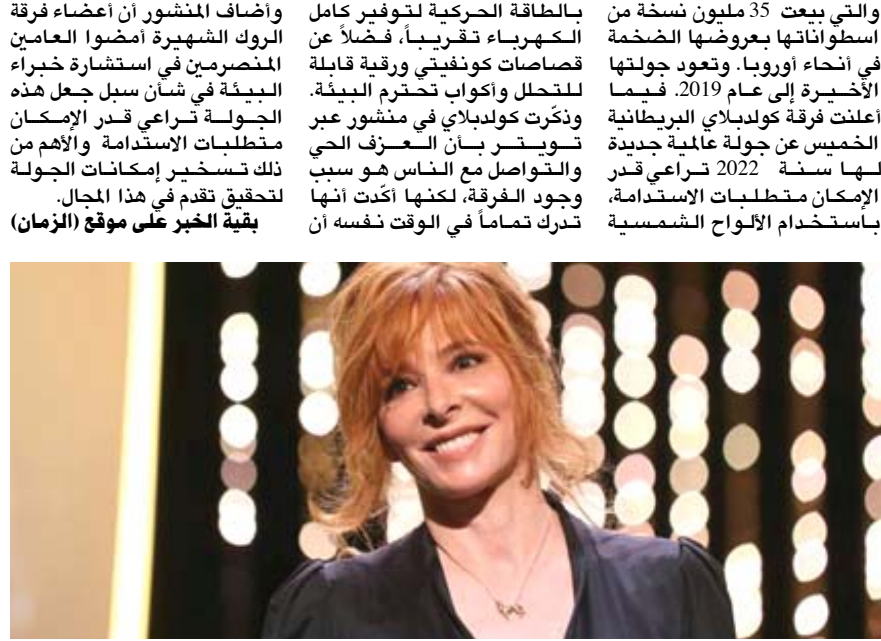 والتي بيعت 35 مليون نسخة من
اسطواناتها بعروضها الضخمة
في أنحاء أوروبا. وتعود جولتها
الأخيرة إلى عام 2019. فيما
أعلنت فرقة كولدبلاي البريطانية
الخميس عن جولة عالمية جديدة
لها سنة 2022 تراعي قدر
الإمكان متطلبات الاستدامة،
باستخدام الألواح الشمسية
بالطاقة الحركية لتوفير كامل
الكهرباء تقريباً، فضلاً عن
قصاصات كونفيتي ورقية قابلة
للتحلل وأكواب تحترم البيئة.
وذكّرت كولدبلاي في منشور عبر
تويتر بأن العزف الحي
والتواصل مع الناس هو سبب
وجود الفرقة، لكنها أكّدت أنها
تدرك تماماً في الوقت نفسه أن
وأضاف المنشور أن أعضاء فرقة
الروك الشهيرة أمضوا العامين
المنصرمين في استشارة خبراء
البيئة في شأن سبل جعل هذه
الجولة تراعي قدر الإمكان
متطلبات الاستدامة والأهم من
ذلك تسخير إمكانات الجولة
لتحقيق تقدم في هذا المجال.
بقية الخبر على موقع (الزمان)